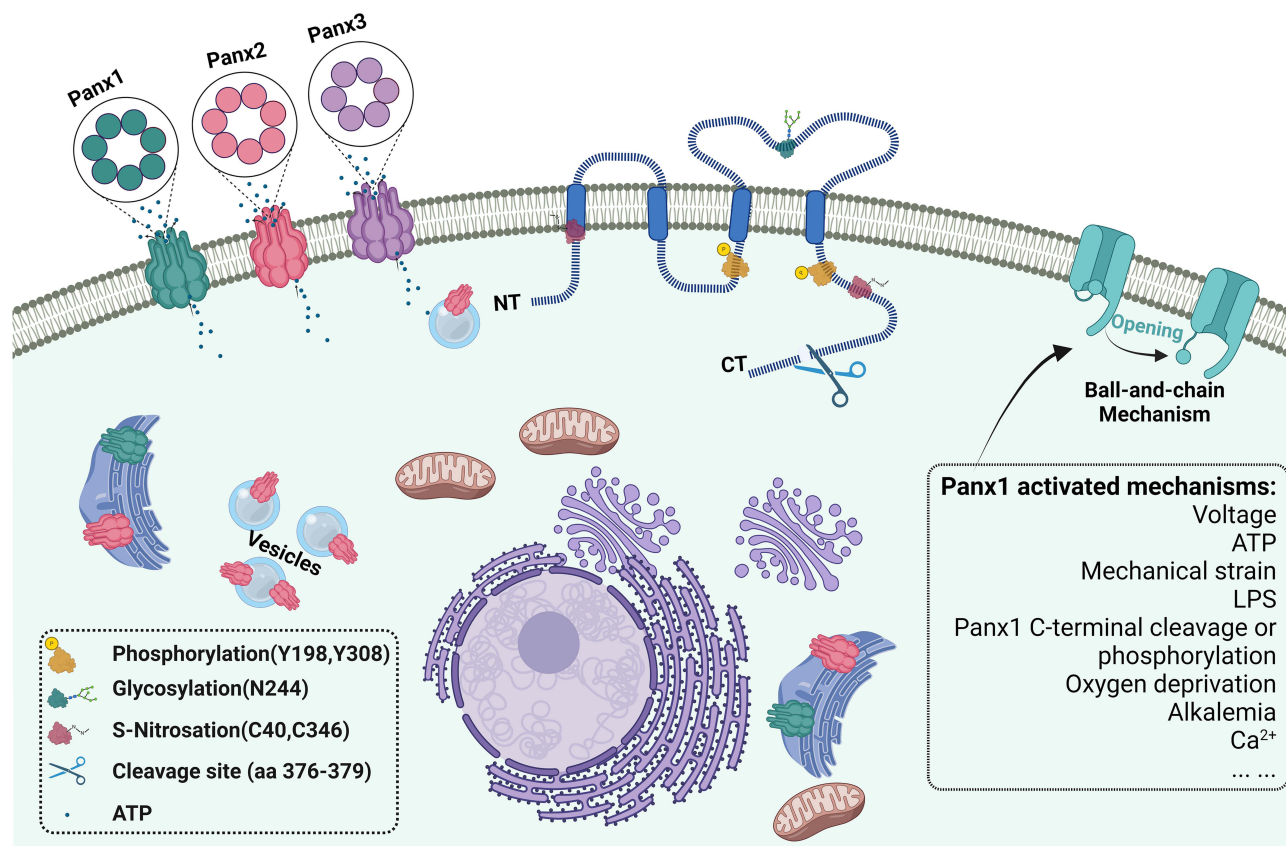 Panx1
Panx2
Panx3
P
P
NT
CT
Opening
Ball-and-chain
Mechanism
Vesicles
Panx1 activated mechanisms:
Voltage
ATP
Mechanical strain
LPS
Panx1 C-terminal cleavage or
phosphorylation
Oxygen deprivation
Alkalemia
Ca²⁺
... ...
P
Phosphorylation(Y198,Y308)
Glycosylation(N244)
S-Nitrosation(C40,C346)
Cleavage site (aa 376-379)
ATP